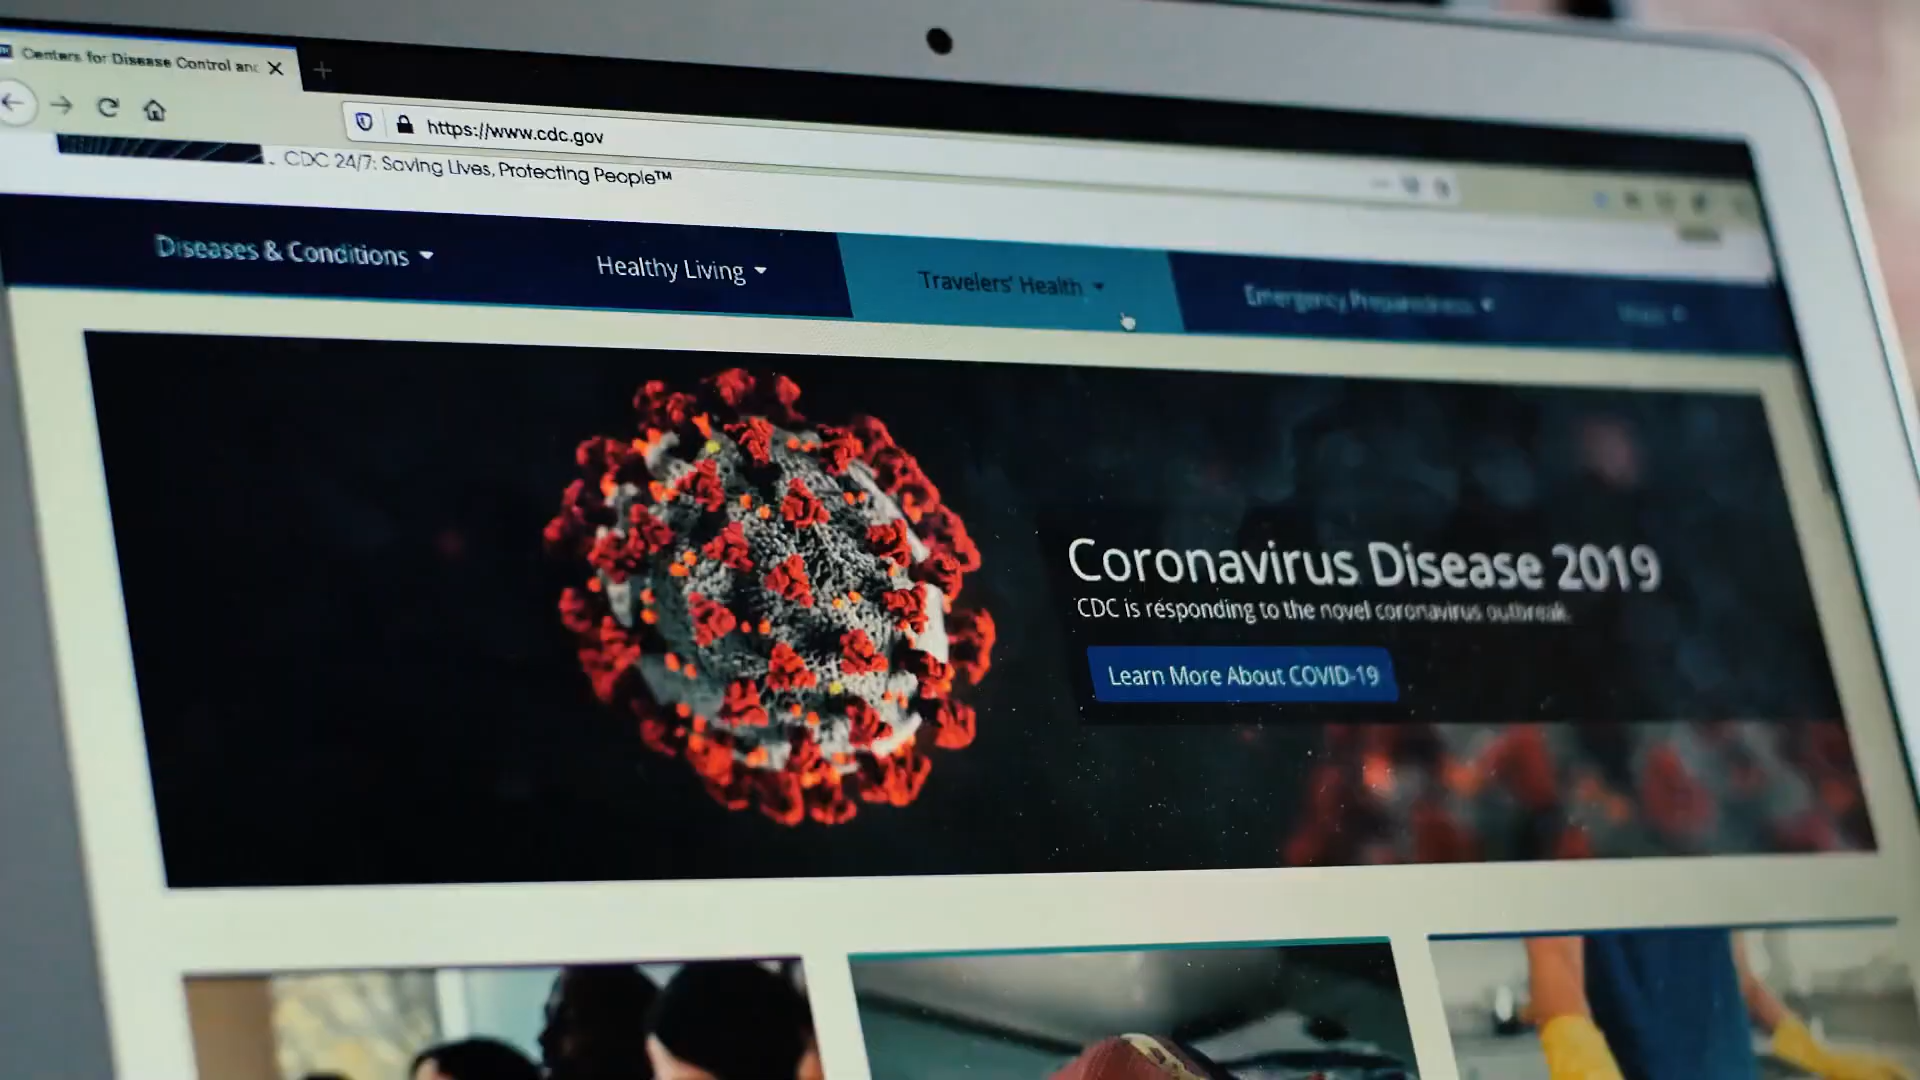 Centers for Disease Control and
https://www.cdc.gov
CDC 24/7: Saving Lives, Protecting People™
Diseases & Conditions
Healthy Living
Travelers' Health
Emergency Preparedness
Coronavirus Disease 2019
CDC is responding to the novel coronavirus outbreak.
Learn More About COVID-19